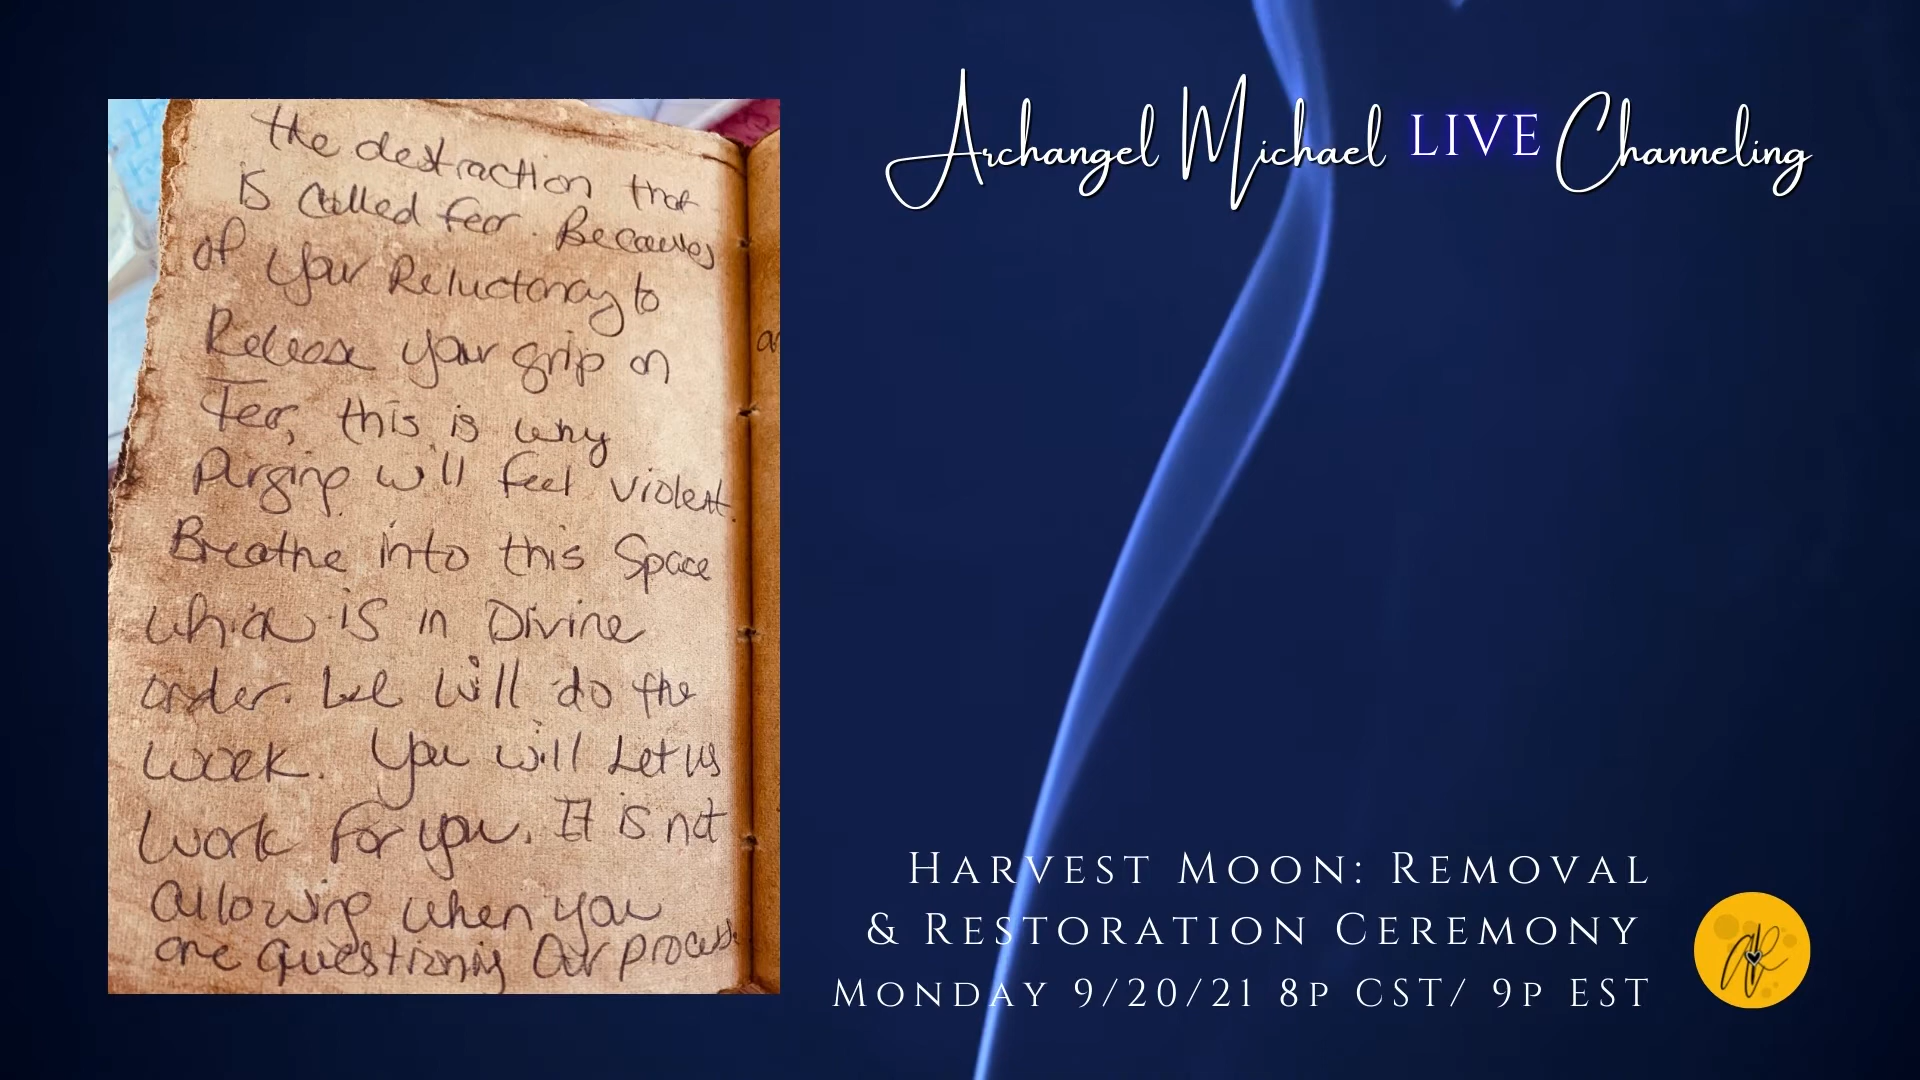 the destraction that
is called fear. Because
of your Reluctancy to
Release your grip on
Fear, this is why
purging will feel violent.
Breathe into this Space
which is in Divine
order. We will do the
work. You will Let us
work for you. It is not
allowing when you
are questioning Our process
Archangel Michael LIVE Channeling
HARVEST MOON: REMOVAL
& RESTORATION CEREMONY
MONDAY 9/20/21 8P CST/ 9P EST